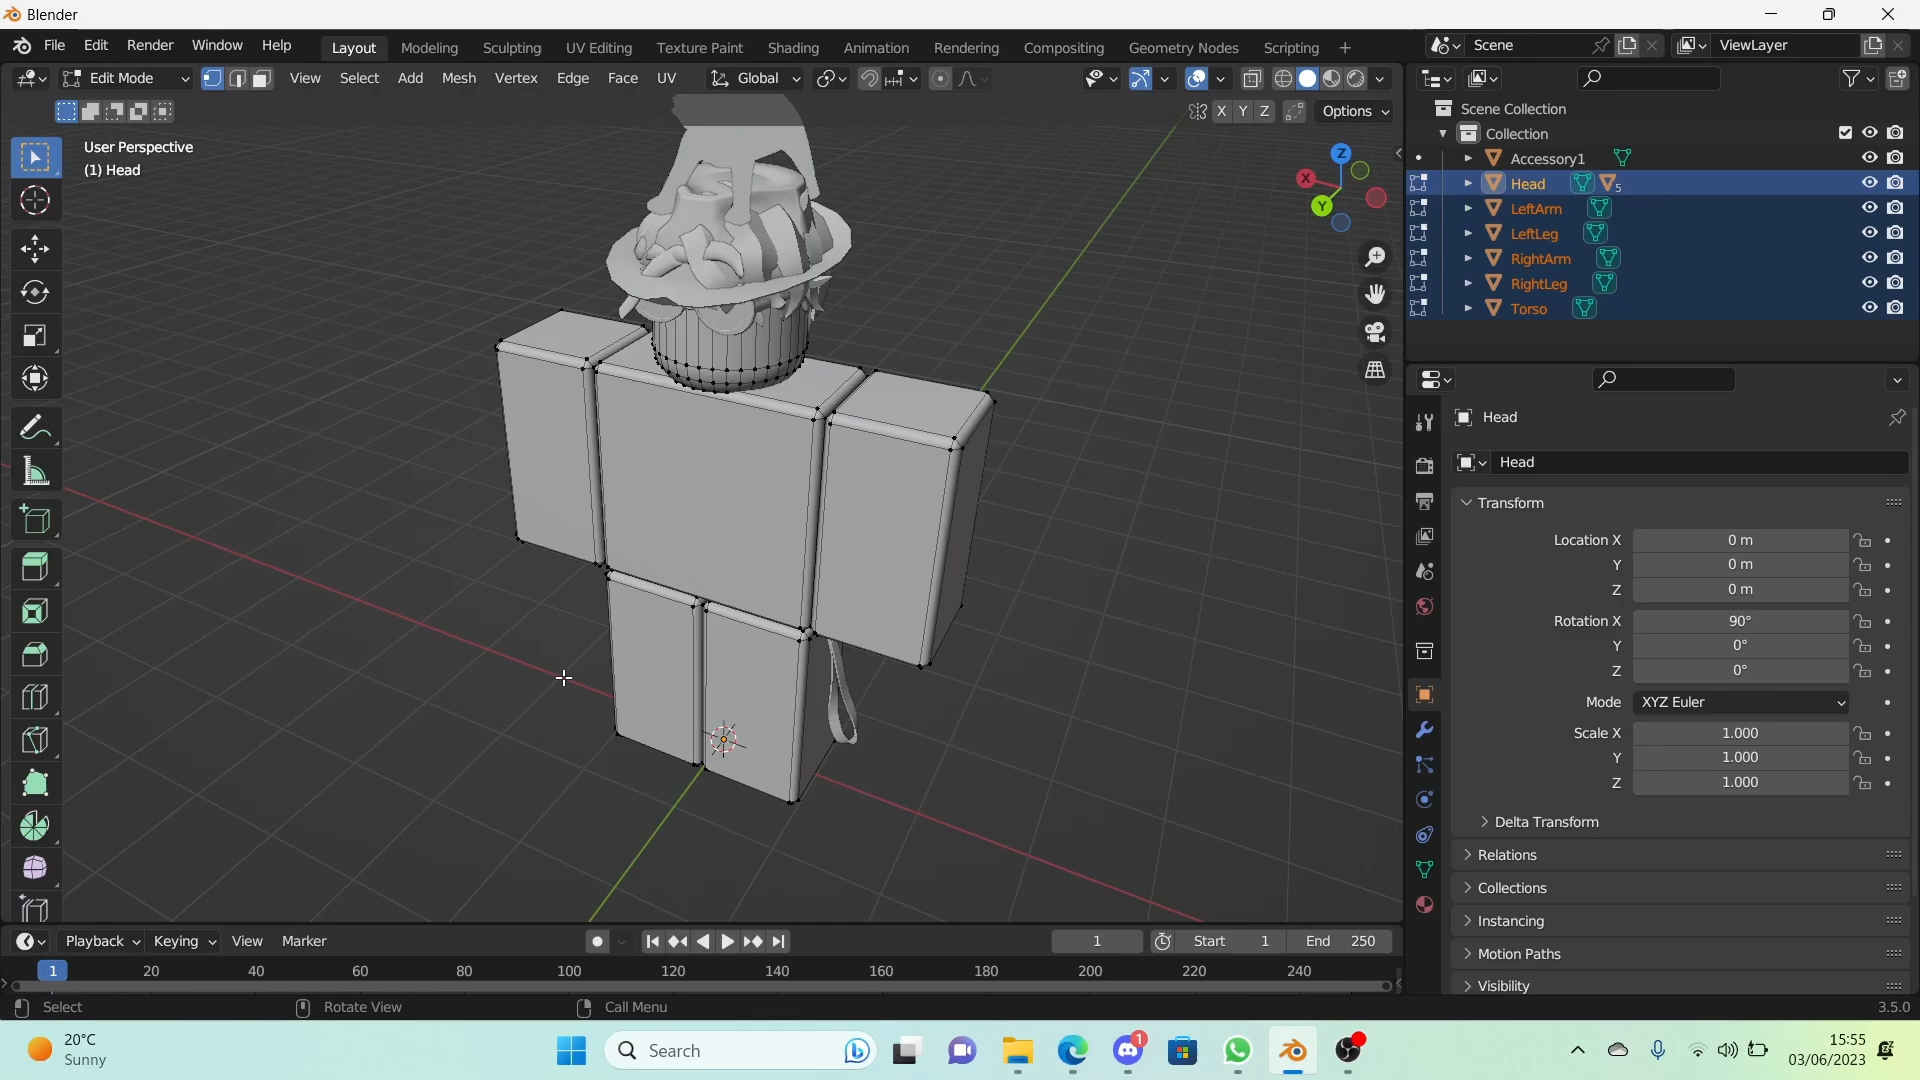 Blender
File Edit Render Window Help Layout Modeling Sculpting UV Editing Texture Paint Shading Animation Rendering Compositing Geometry Nodes Scripting + Scene ViewLayer
Edit Mode View Select Add Mesh Vertex Edge Face UV Global
X Y Z Options
User Perspective
(1) Head
Z
X
Y
Scene Collection
Collection
Accessory1
Head 5
LeftArm
LeftLeg
RightArm
RightLeg
Torso
Head
Head
Transform
Location X 0 m
Y 0 m
Z 0 m
Rotation X 90°
Y 0°
Z 0°
Mode XYZ Euler
Scale X 1.000
Y 1.000
Z 1.000
Delta Transform
Relations
Collections
Instancing
Motion Paths
Visibility
Playback Keying View Marker 1 Start 1 End 250
1 20 40 60 80 100 120 140 160 180 200 220 240
Select Rotate View Call Menu 3.5.0
20°C
Sunny
Search
1
15:55
03/06/2023